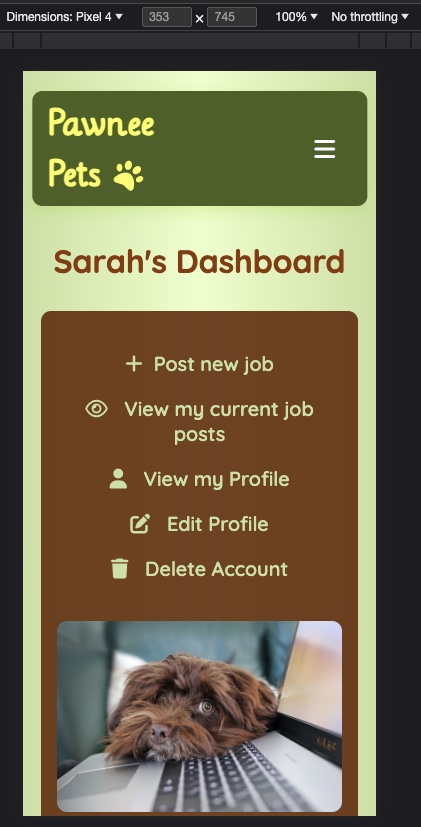 Dimensions: Pixel 4 ▼ 353 × 745 100% ▼ No throttling ▼
Pawnee
Pets
Sarah's Dashboard
Post new job
View my current job
posts
View my Profile
Edit Profile
Delete Account